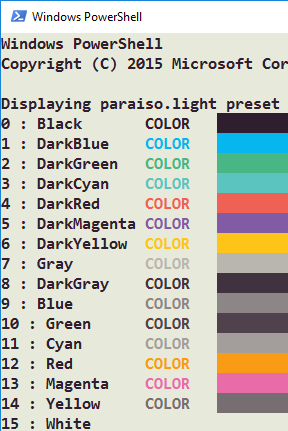 Windows PowerShell
Windows PowerShell
Copyright (C) 2015 Microsoft Cor
Displaying paraiso.light preset
0 : Black COLOR
1 : DarkBlue COLOR
2 : DarkGreen COLOR
3 : DarkCyan COLOR
4 : DarkRed COLOR
5 : DarkMagenta COLOR
6 : DarkYellow COLOR
7 : Gray COLOR
8 : DarkGray COLOR
9 : Blue COLOR
10 : Green COLOR
11 : Cyan COLOR
12 : Red COLOR
13 : Magenta COLOR
14 : Yellow COLOR
15 : White